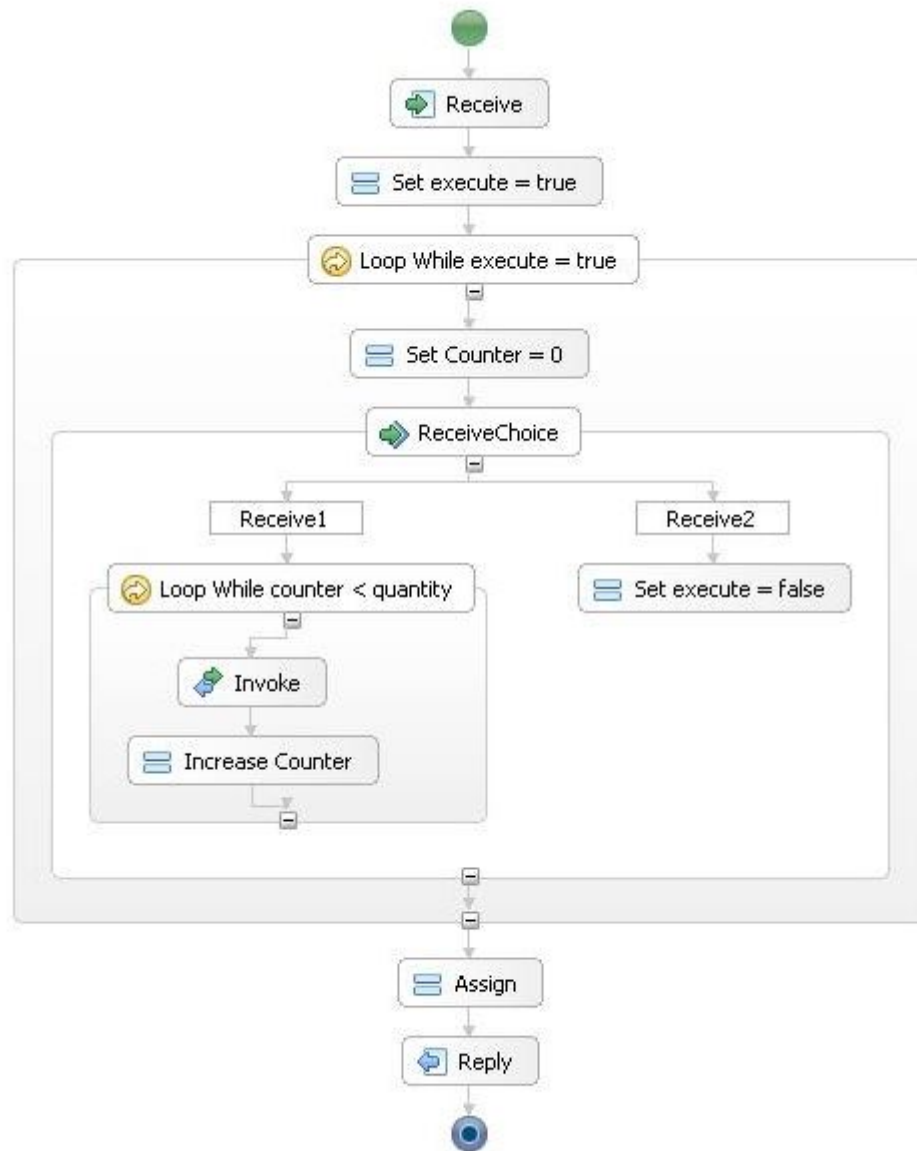 Receive
Set execute = true
Loop While execute = true
Set Counter = 0
ReceiveChoice
Receive1
Receive2
Loop While counter < quantity
Set execute = false
Invoke
Increase Counter
Assign
Reply